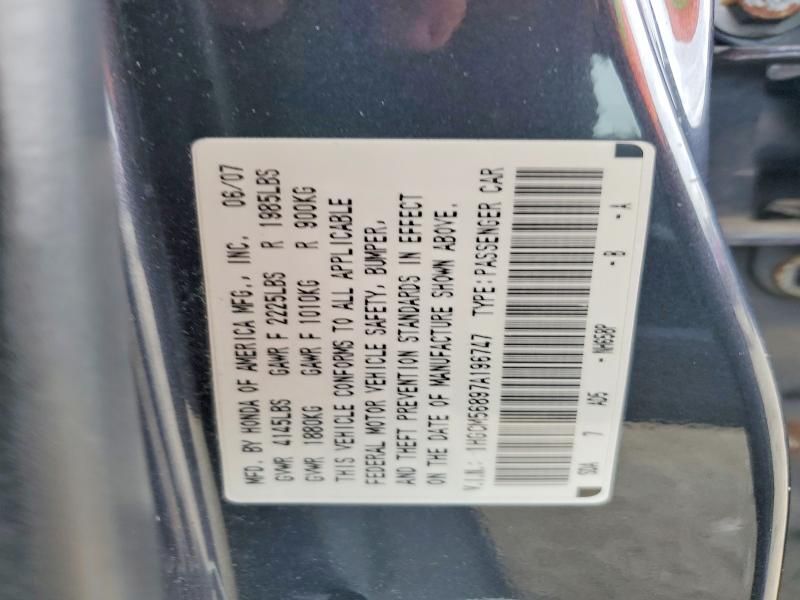 MFD. BY HONDA OF AMERICA MFG., INC. 06/07
GVWR 4145LBS GAWR F 2225LBS R 1985LBS
GVWR 1880KG GAWR F 1010KG R 900KG
THIS VEHICLE CONFORMS TO ALL APPLICABLE
FEDERAL MOTOR VEHICLE SAFETY, BUMPER,
AND THEFT PREVENTION STANDARDS IN EFFECT
ON THE DATE OF MANUFACTURE SHOWN ABOVE.
V.I.N.: 1HGCM56897A196747 TYPE: PASSENGER CAR
SDA 7 A05 - NH658P - B - A